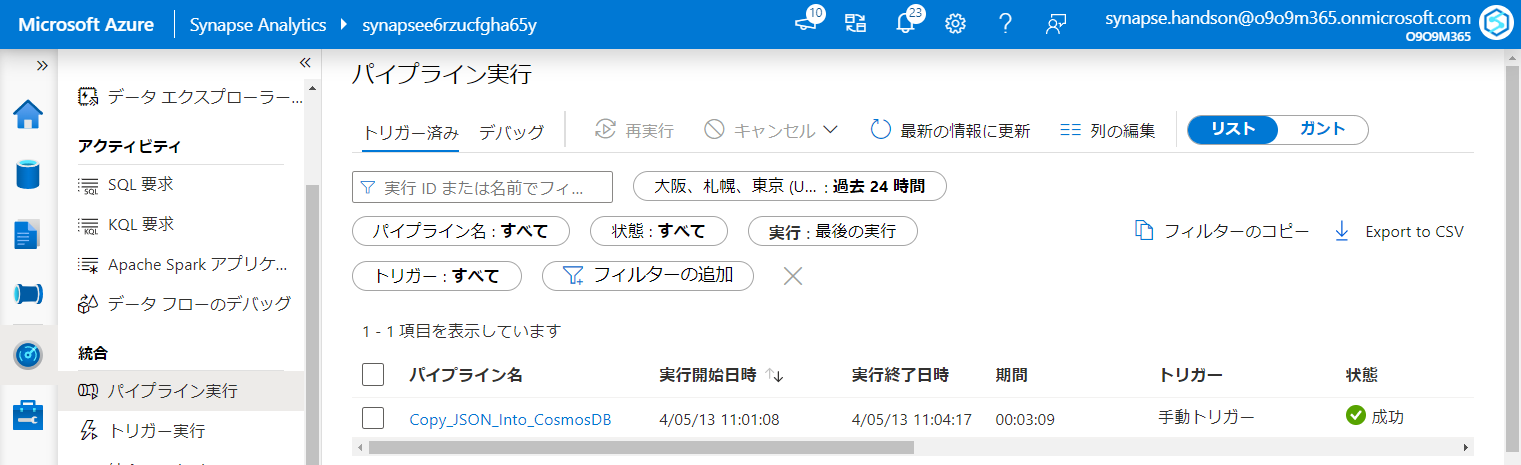 Microsoft Azure Synapse Analytics synapsee6rzucfgha65y 10 23 synapse.handson@o9o9m365.onmicrosoft.com
O9O9M365
データ エクスプローラー...
アクティビティ
SQL 要求
KQL 要求
Apache Spark アプリケ...
データ フローのデバッグ
統合
パイプライン実行
トリガー実行
パイプライン実行
トリガー済み デバッグ 再実行 キャンセル 最新の情報に更新 列の編集 リスト ガント
実行 ID または名前でフィ... 大阪、札幌、東京 (U... : 過去 24 時間
パイプライン名 : すべて 状態 : すべて 実行 : 最後の実行 フィルターのコピー Export to CSV
トリガー : すべて フィルターの追加
1 - 1 項目を表示しています
パイプライン名 実行開始日時 実行終了日時 期間 トリガー 状態
Copy_JSON_Into_CosmosDB 4/05/13 11:01:08 4/05/13 11:04:17 00:03:09 手動トリガー 成功